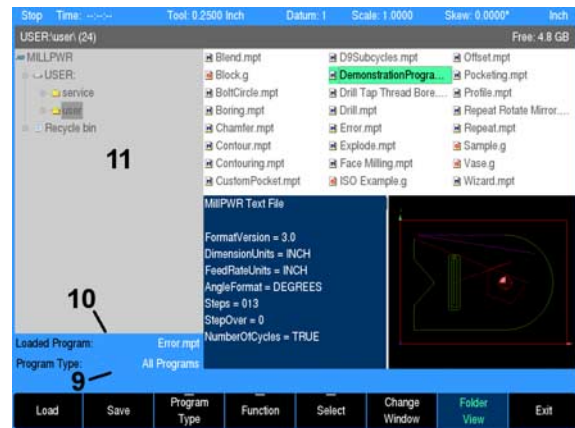 Stop Time: --:--:-- Tool: 0.2500 Inch Datum: 1 Scale: 1.0000 Skew: 0.0000° Inch
USER:\user\ (24) Free: 4.8 GB
MILLPWR
USER:
service
user
Recycle bin
11
Blend.mpt
Block.g
BoltCircle.mpt
Boring.mpt
Chamfer.mpt
Contour.mpt
Contouring.mpt
CustomPocket.mpt
D9Subcycles.mpt
DemonstrationProgra...
Drill Tap Thread Bore....
Drill.mpt
Error.mpt
Explode.mpt
Face Milling.mpt
ISO Example.g
Offset.mpt
Pocketing.mpt
Profile.mpt
Repeat Rotate Mirror....
Repeat.mpt
Sample.g
Vase.g
Wizard.mpt
MillPWR Text File
FormatVersion = 3.0
DimensionUnits = INCH
FeedRateUnits = INCH
AngleFormat = DEGREES
Steps = 013
StepOver = 0
NumberOfCycles = TRUE
10
Loaded Program: Error.mpt
Program Type: All Programs
9
Load Save Program Type Function Select Change Window Folder View Exit